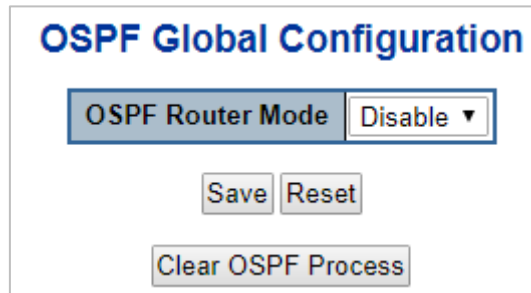 OSPF Global Configuration
OSPF Router Mode Disable
Save Reset
Clear OSPF Process